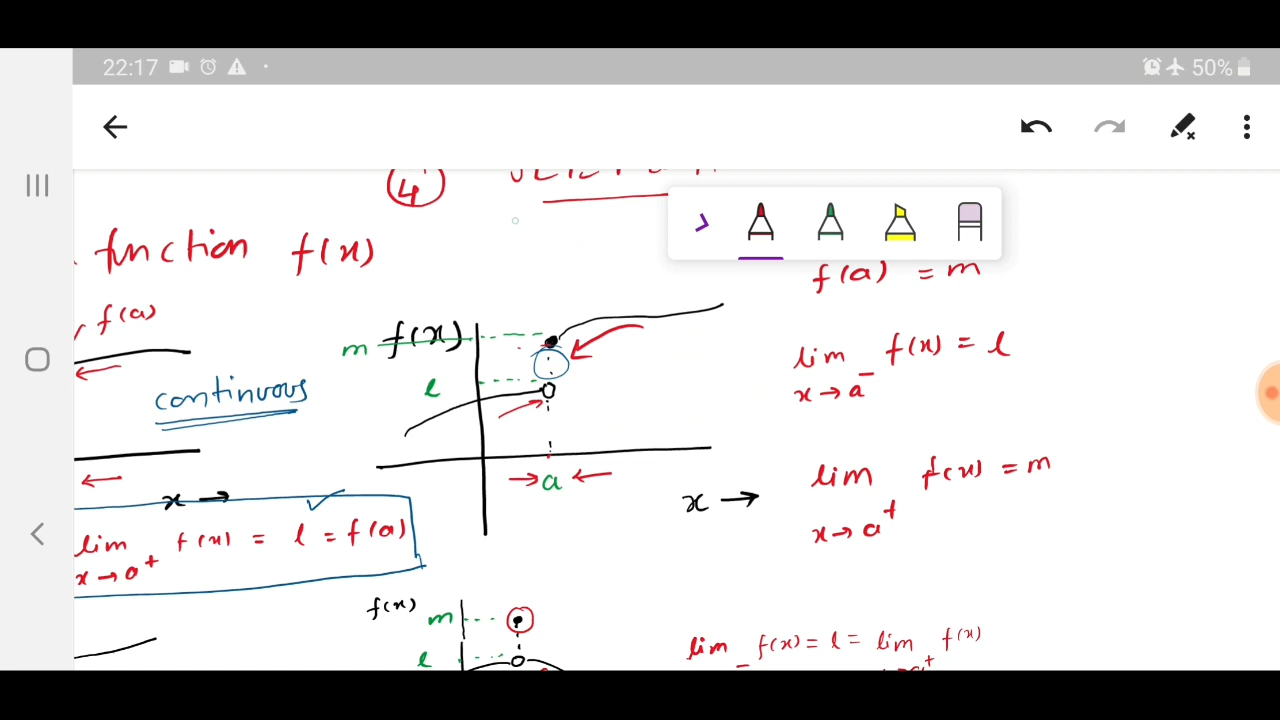 22:17
50%
4
function f(x)
f(a)
f(a) = m
m
f(x)
l
continuous
lim f(x) = l
x→a⁻
a
x →
x →
lim f(x) = m
x→a⁺
lim f(x) = l = f(a)
x→a⁺
f(x)
m
l
lim f(x) = l = lim f(x)